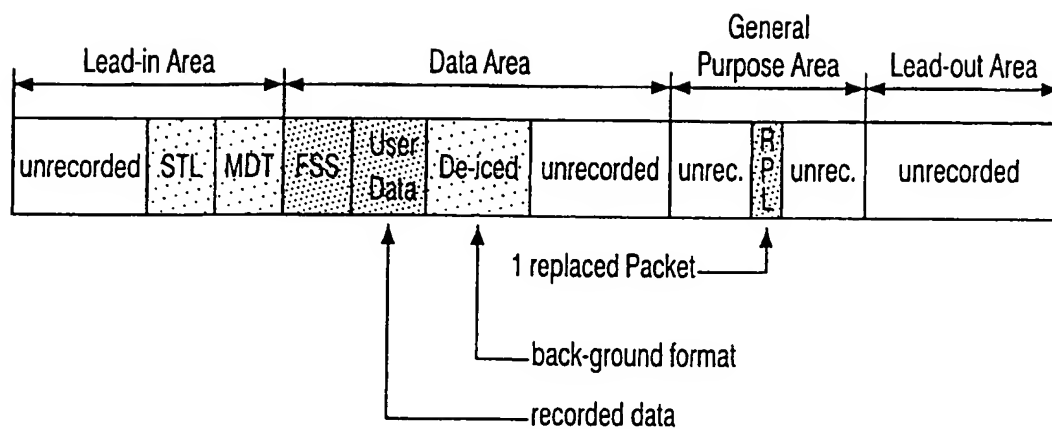 General
Lead-in Area Data Area Purpose Area Lead-out Area
unrecorded STL MDT FSS User Data De-iced unrecorded unrec. RPL unrec. unrecorded
1 replaced Packet
back-ground format
recorded data